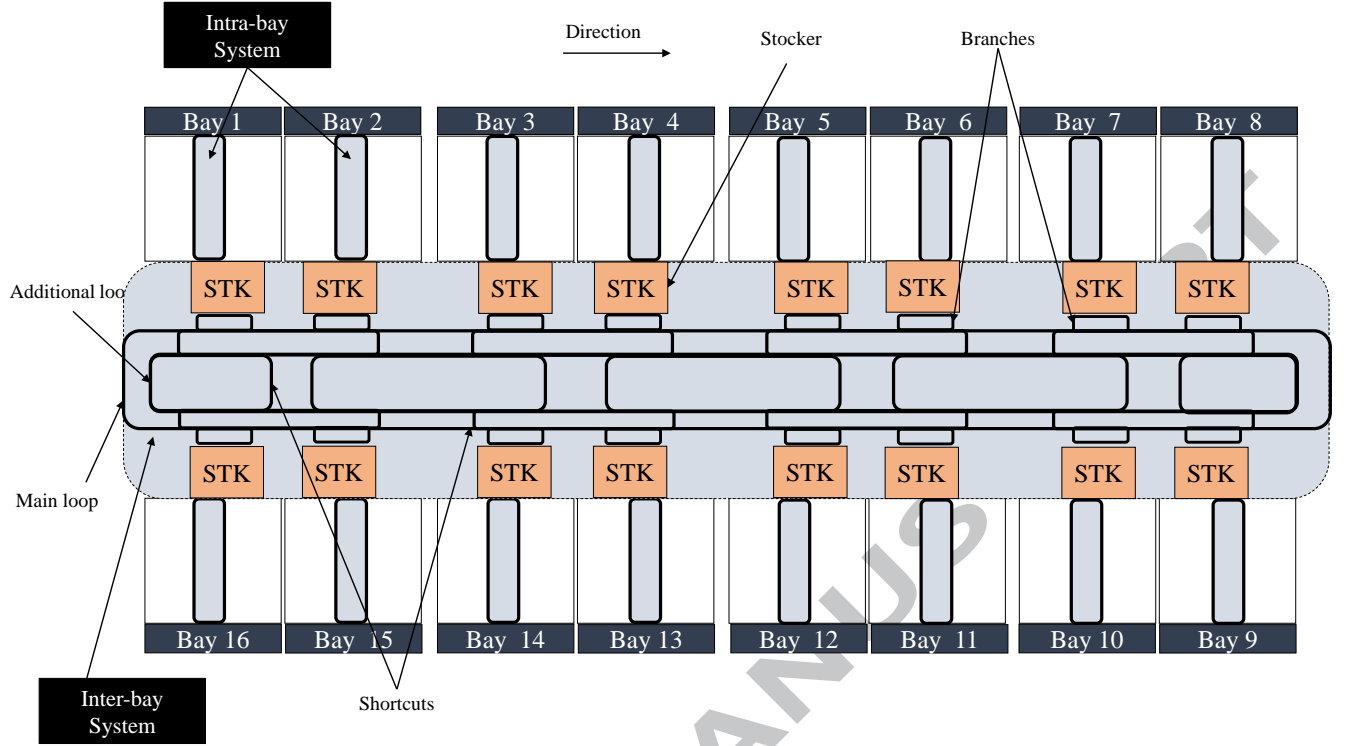 Intra-bay
System
Direction
Stocker
Branches
Bay 1
Bay 2
Bay 3
Bay 4
Bay 5
Bay 6
Bay 7
Bay 8
STK
STK
STK
STK
STK
STK
STK
STK
Additional loo
Main loop
STK
STK
STK
STK
STK
STK
STK
STK
Bay 16
Bay 15
Bay 14
Bay 13
Bay 12
Bay 11
Bay 10
Bay 9
Inter-bay
System
Shortcuts
ANUS
PT